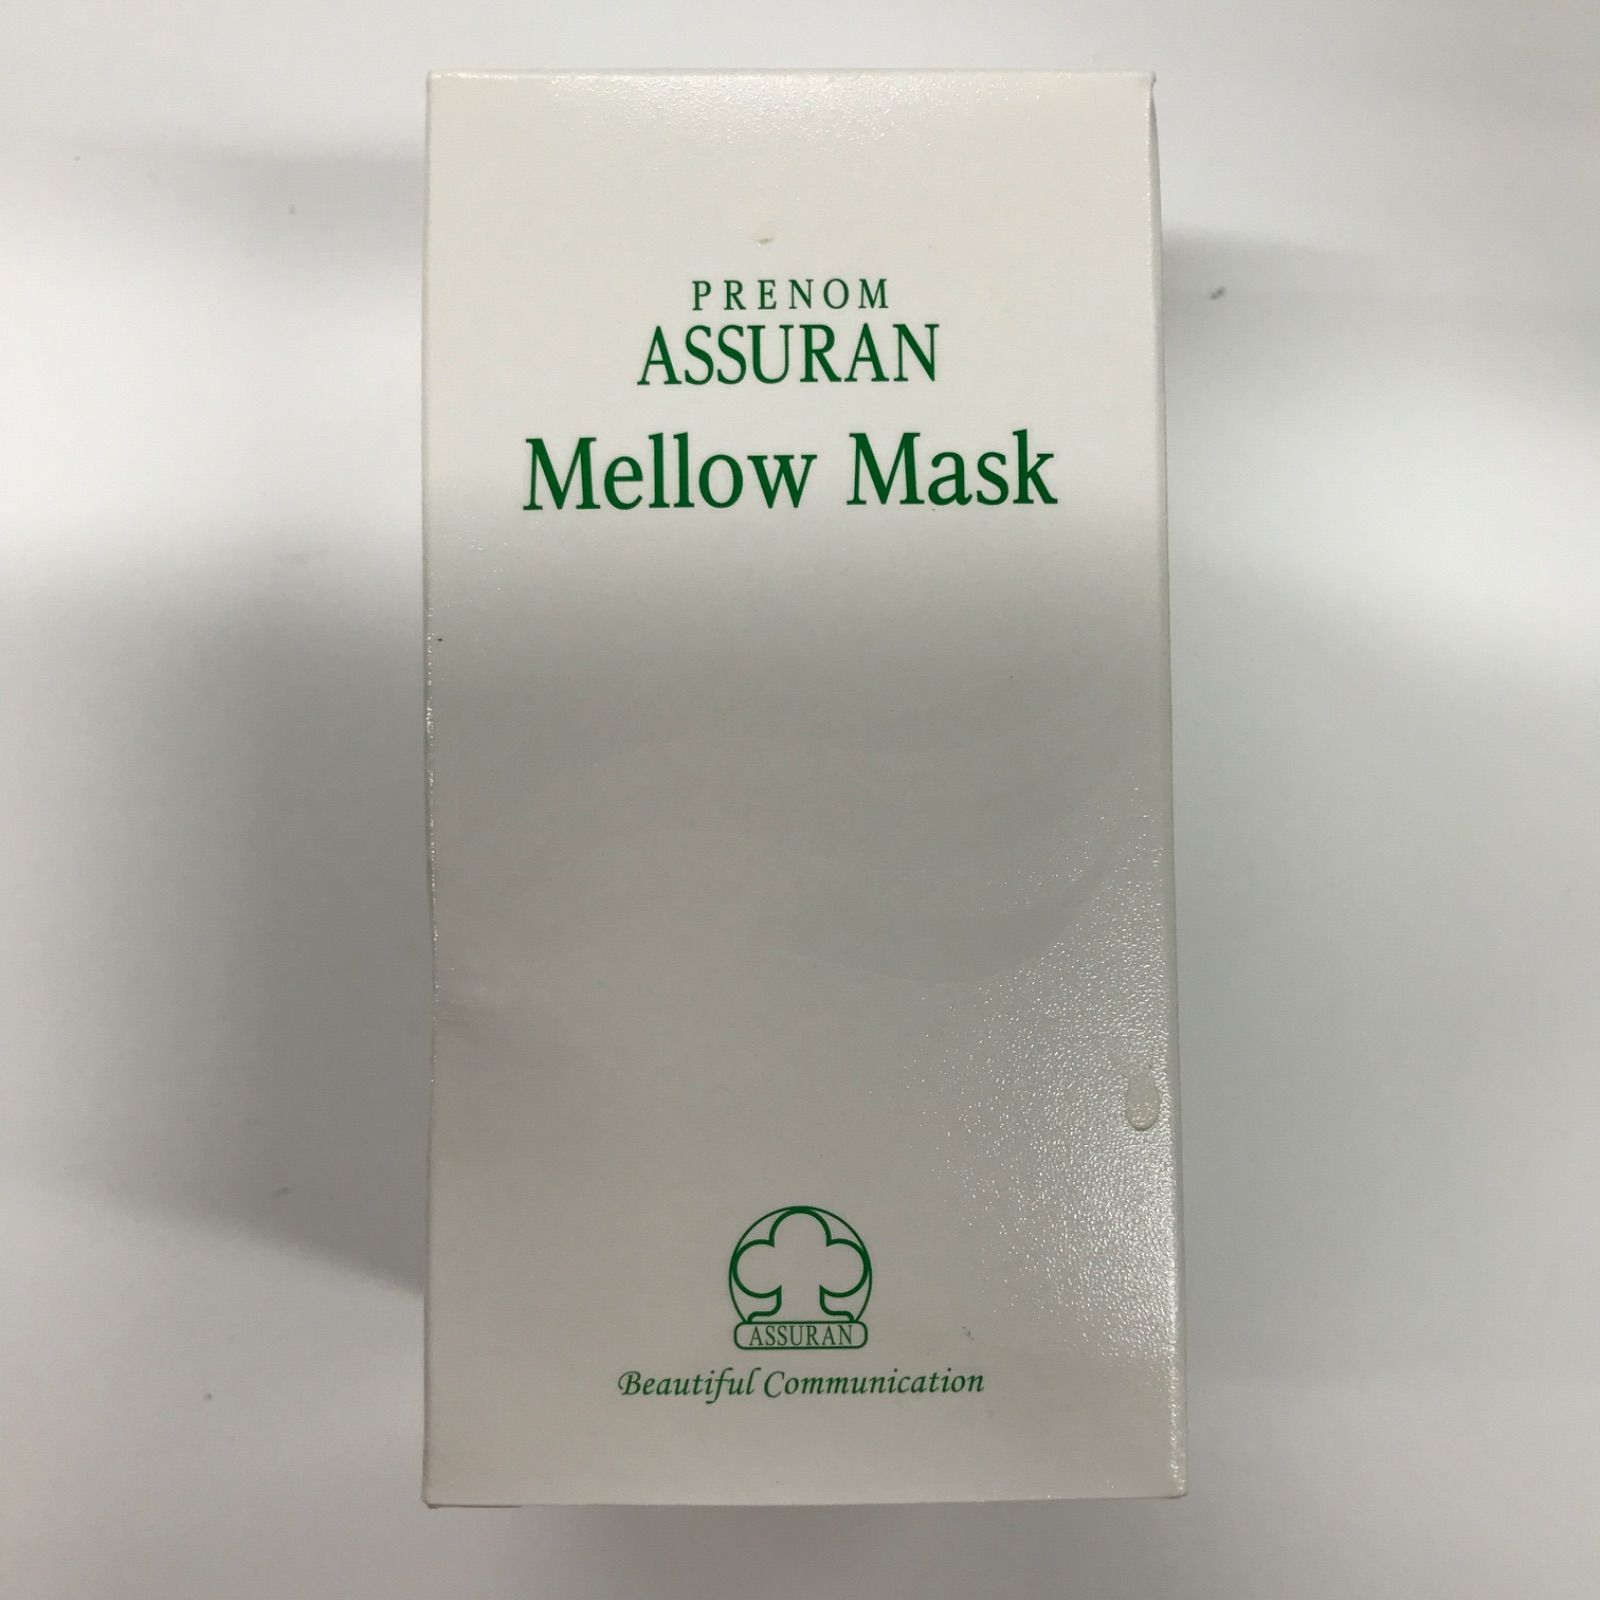 PRENOM
ASSURAN
Mellow Mask
ASSURAN
Beautiful Communication